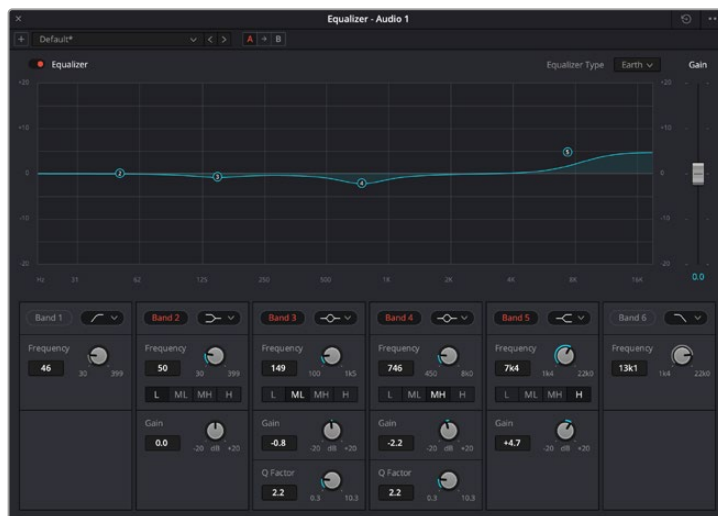 Equalizer - Audio 1
Default*
A B
Equalizer
Equalizer Type Earth Gain
+20 +20
+10 +10
0 0
-10 -10
-20 -20
2 3 4 5
Hz 31 62 125 250 500 1K 2K 4K 8K 16K
0.0
Band 1 Band 2 Band 3 Band 4 Band 5 Band 6
Frequency Frequency Frequency Frequency Frequency Frequency
46 50 149 746 7k4 13k1
30 399 30 399 100 1k5 450 8k0 1k4 22k0 1k4 22k0
L ML MH H L ML MH H L ML MH H L ML MH H
Gain Gain Gain Gain
0.0 -0.8 -2.2 +4.7
-20 dB +20 -20 dB +20 -20 dB +20 -20 dB +20
Q Factor Q Factor
2.2 2.2
0.3 10.3 0.3 10.3